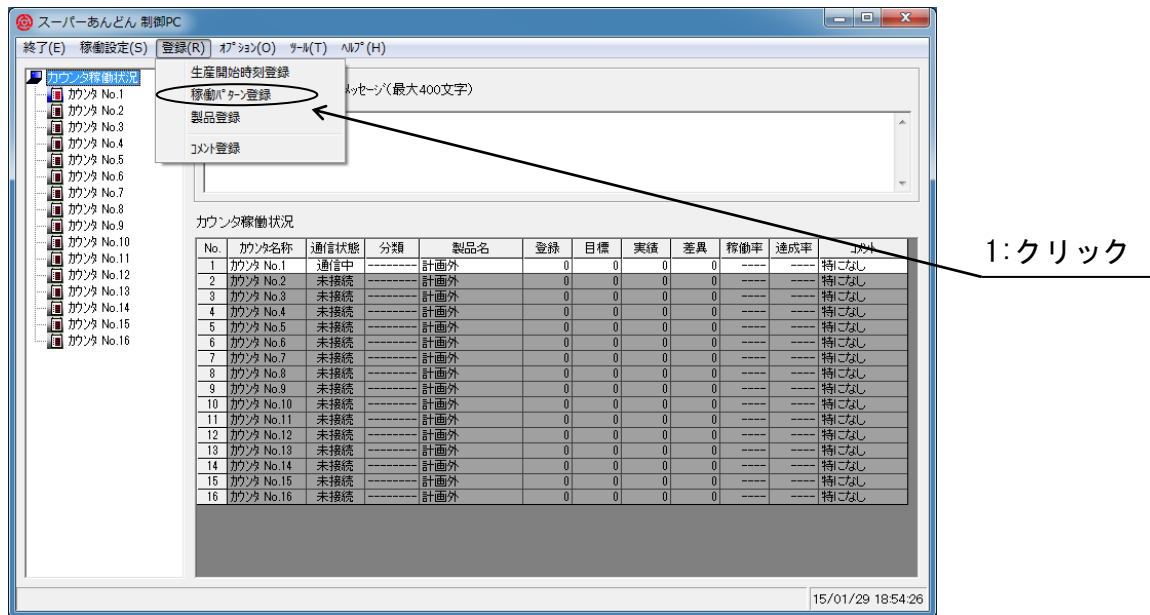 スーパーあんどん 制御PC
終了(E) 稼働設定(S) 登録(R) ｵﾌﾟｼｮﾝ(O) ﾂｰﾙ(T) ﾍﾙﾌﾟ(H)
生産開始時刻登録
稼働ﾊﾟﾀｰﾝ登録
製品登録
ｺﾒﾝﾄ登録
ﾒｯｾｰｼﾞ(最大400文字)
カウンタ稼働状況
ｶｳﾝﾀ No.1
ｶｳﾝﾀ No.2
ｶｳﾝﾀ No.3
ｶｳﾝﾀ No.4
ｶｳﾝﾀ No.5
ｶｳﾝﾀ No.6
ｶｳﾝﾀ No.7
ｶｳﾝﾀ No.8
ｶｳﾝﾀ No.9
ｶｳﾝﾀ No.10
ｶｳﾝﾀ No.11
ｶｳﾝﾀ No.12
ｶｳﾝﾀ No.13
ｶｳﾝﾀ No.14
ｶｳﾝﾀ No.15
ｶｳﾝﾀ No.16
カウンタ稼働状況
No. ｶｳﾝﾀ名称 通信状態 分類 製品名 登録 目標 実績 差異 稼働率 達成率 ｺﾒﾝﾄ
1 ｶｳﾝﾀ No.1 通信中 -------- 計画外 0 0 0 0 ---- ---- 特になし
2 ｶｳﾝﾀ No.2 未接続 -------- 計画外 0 0 0 0 ---- ---- 特になし
3 ｶｳﾝﾀ No.3 未接続 -------- 計画外 0 0 0 0 ---- ---- 特になし
4 ｶｳﾝﾀ No.4 未接続 -------- 計画外 0 0 0 0 ---- ---- 特になし
5 ｶｳﾝﾀ No.5 未接続 -------- 計画外 0 0 0 0 ---- ---- 特になし
6 ｶｳﾝﾀ No.6 未接続 -------- 計画外 0 0 0 0 ---- ---- 特になし
7 ｶｳﾝﾀ No.7 未接続 -------- 計画外 0 0 0 0 ---- ---- 特になし
8 ｶｳﾝﾀ No.8 未接続 -------- 計画外 0 0 0 0 ---- ---- 特になし
9 ｶｳﾝﾀ No.9 未接続 -------- 計画外 0 0 0 0 ---- ---- 特になし
10 ｶｳﾝﾀ No.10 未接続 -------- 計画外 0 0 0 0 ---- ---- 特になし
11 ｶｳﾝﾀ No.11 未接続 -------- 計画外 0 0 0 0 ---- ---- 特になし
12 ｶｳﾝﾀ No.12 未接続 -------- 計画外 0 0 0 0 ---- ---- 特になし
13 ｶｳﾝﾀ No.13 未接続 -------- 計画外 0 0 0 0 ---- ---- 特になし
14 ｶｳﾝﾀ No.14 未接続 -------- 計画外 0 0 0 0 ---- ---- 特になし
15 ｶｳﾝﾀ No.15 未接続 -------- 計画外 0 0 0 0 ---- ---- 特になし
16 ｶｳﾝﾀ No.16 未接続 -------- 計画外 0 0 0 0 ---- ---- 特になし
1:クリック
15/01/29 18:54:26